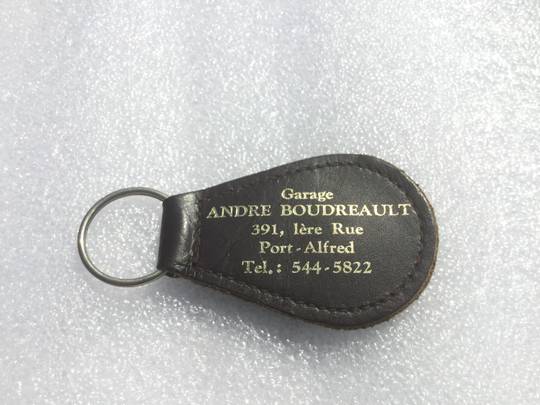 Garage
ANDRE BOUDREAULT
391, 1ère Rue
Port-Alfred
Tel.: 544-5822